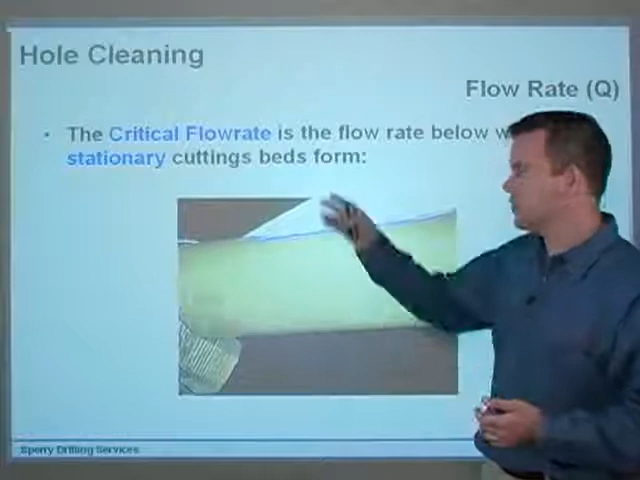 Hole Cleaning
Flow Rate (Q)
• The Critical Flowrate is the flow rate below
stationary cuttings beds form:
Sperry Drilling Services